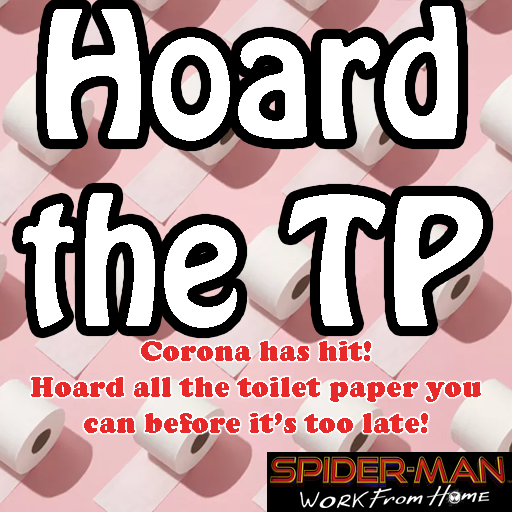 Hoard
the TP
Corona has hit!
Hoard all the toilet paper you
can before it's too late!
SPIDER-MAN
WORK FROM HOME